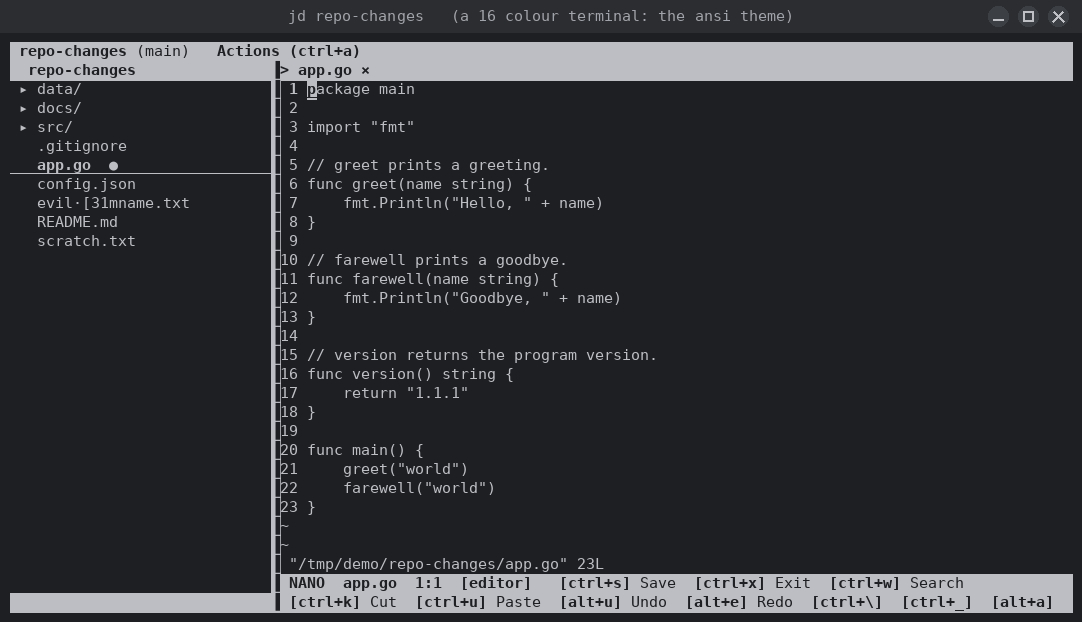 jd repo-changes   (a 16 colour terminal: the ansi theme)
repo-changes (main)   Actions (ctrl+a)
repo-changes
> app.go ×
▸ data/
▸ docs/
▸ src/
.gitignore
app.go ●
config.json
evil·[31mname.txt
README.md
scratch.txt
1 package main
2
3 import "fmt"
4
5 // greet prints a greeting.
6 func greet(name string) {
7     fmt.Println("Hello, " + name)
8 }
9
10 // farewell prints a goodbye.
11 func farewell(name string) {
12     fmt.Println("Goodbye, " + name)
13 }
14
15 // version returns the program version.
16 func version() string {
17     return "1.1.1"
18 }
19
20 func main() {
21     greet("world")
22     farewell("world")
23 }
~
~
"/tmp/demo/repo-changes/app.go" 23L
NANO  app.go  1:1  [editor]   [ctrl+s] Save  [ctrl+x] Exit  [ctrl+w] Search
[ctrl+k] Cut  [ctrl+u] Paste  [alt+u] Undo  [alt+e] Redo  [ctrl+\]  [ctrl+_]  [alt+a]